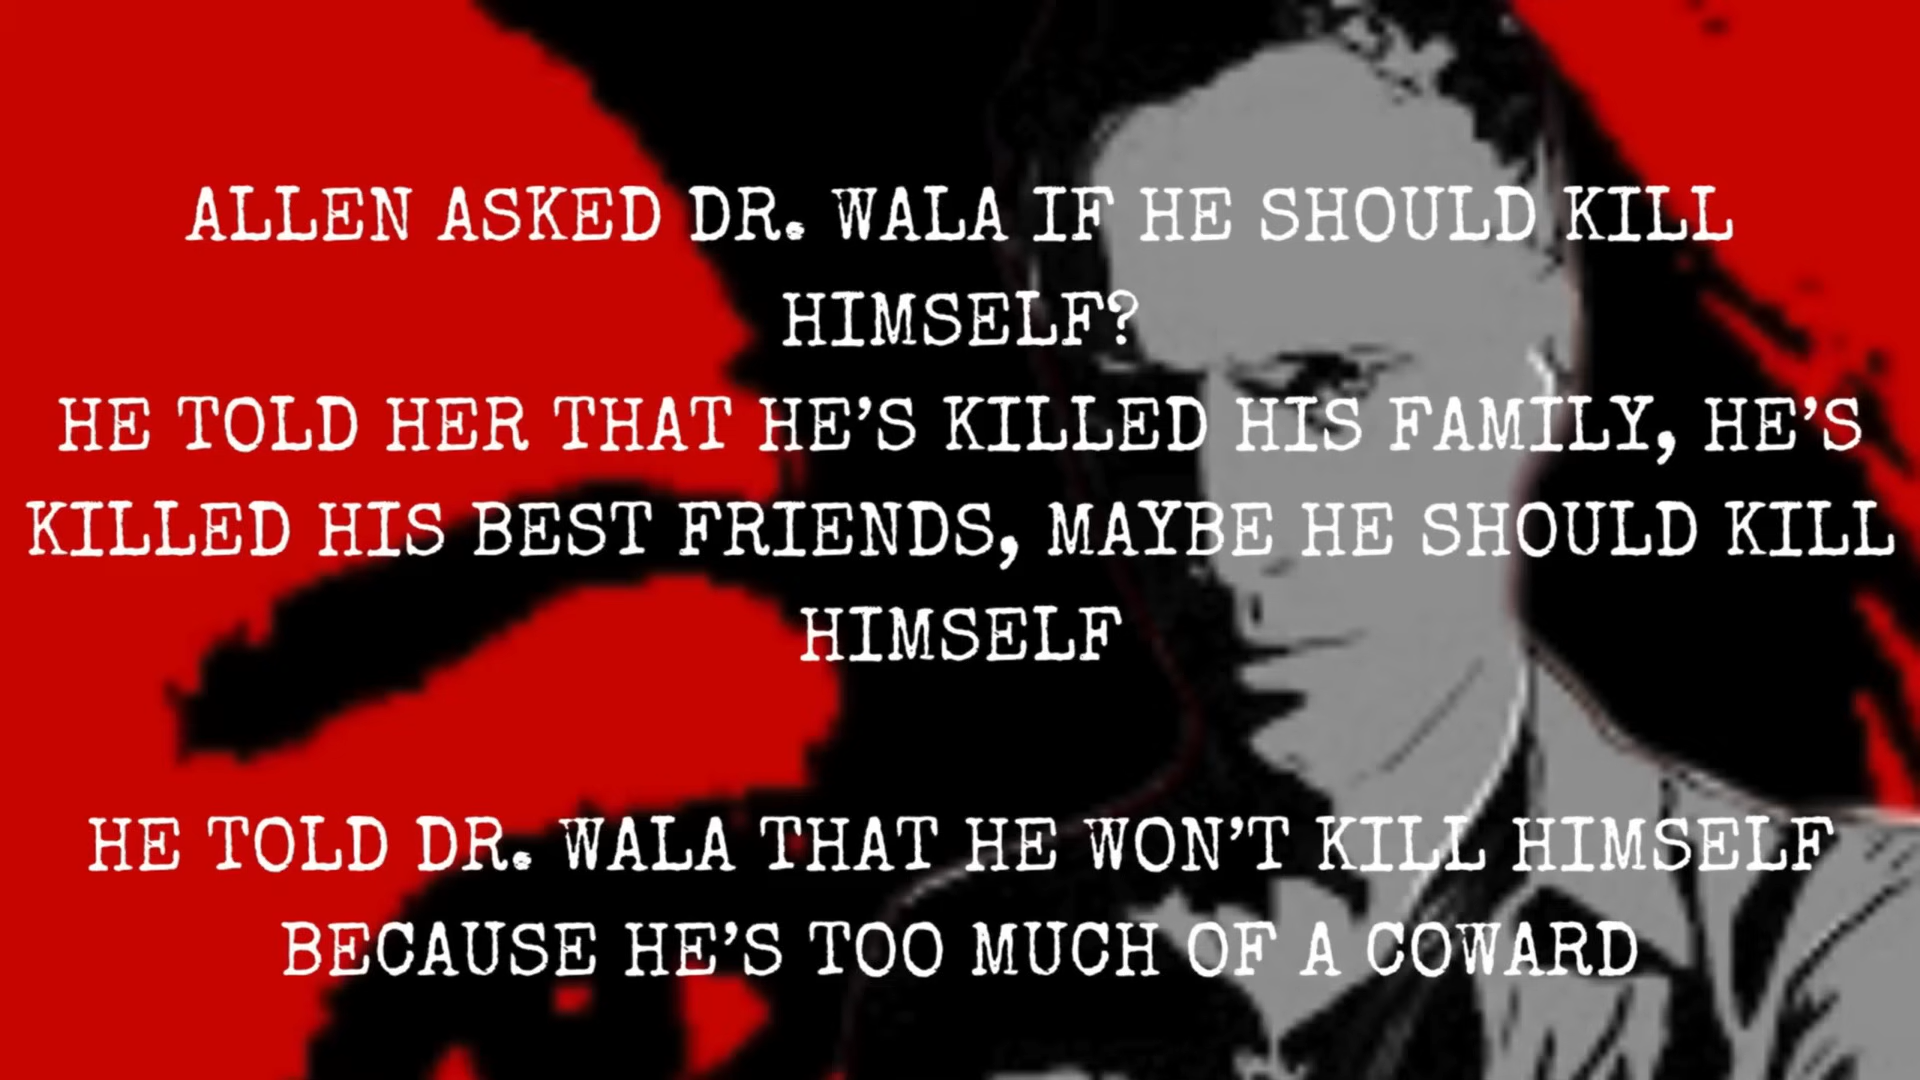 ALLEN ASKED DR. WALA IF HE SHOULD KILL
HIMSELF?
HE TOLD HER THAT HE'S KILLED HIS FAMILY, HE'S
KILLED HIS BEST FRIENDS, MAYBE HE SHOULD KILL
HIMSELF
HE TOLD DR. WALA THAT HE WON'T KILL HIMSELF
BECAUSE HE'S TOO MUCH OF A COWARD